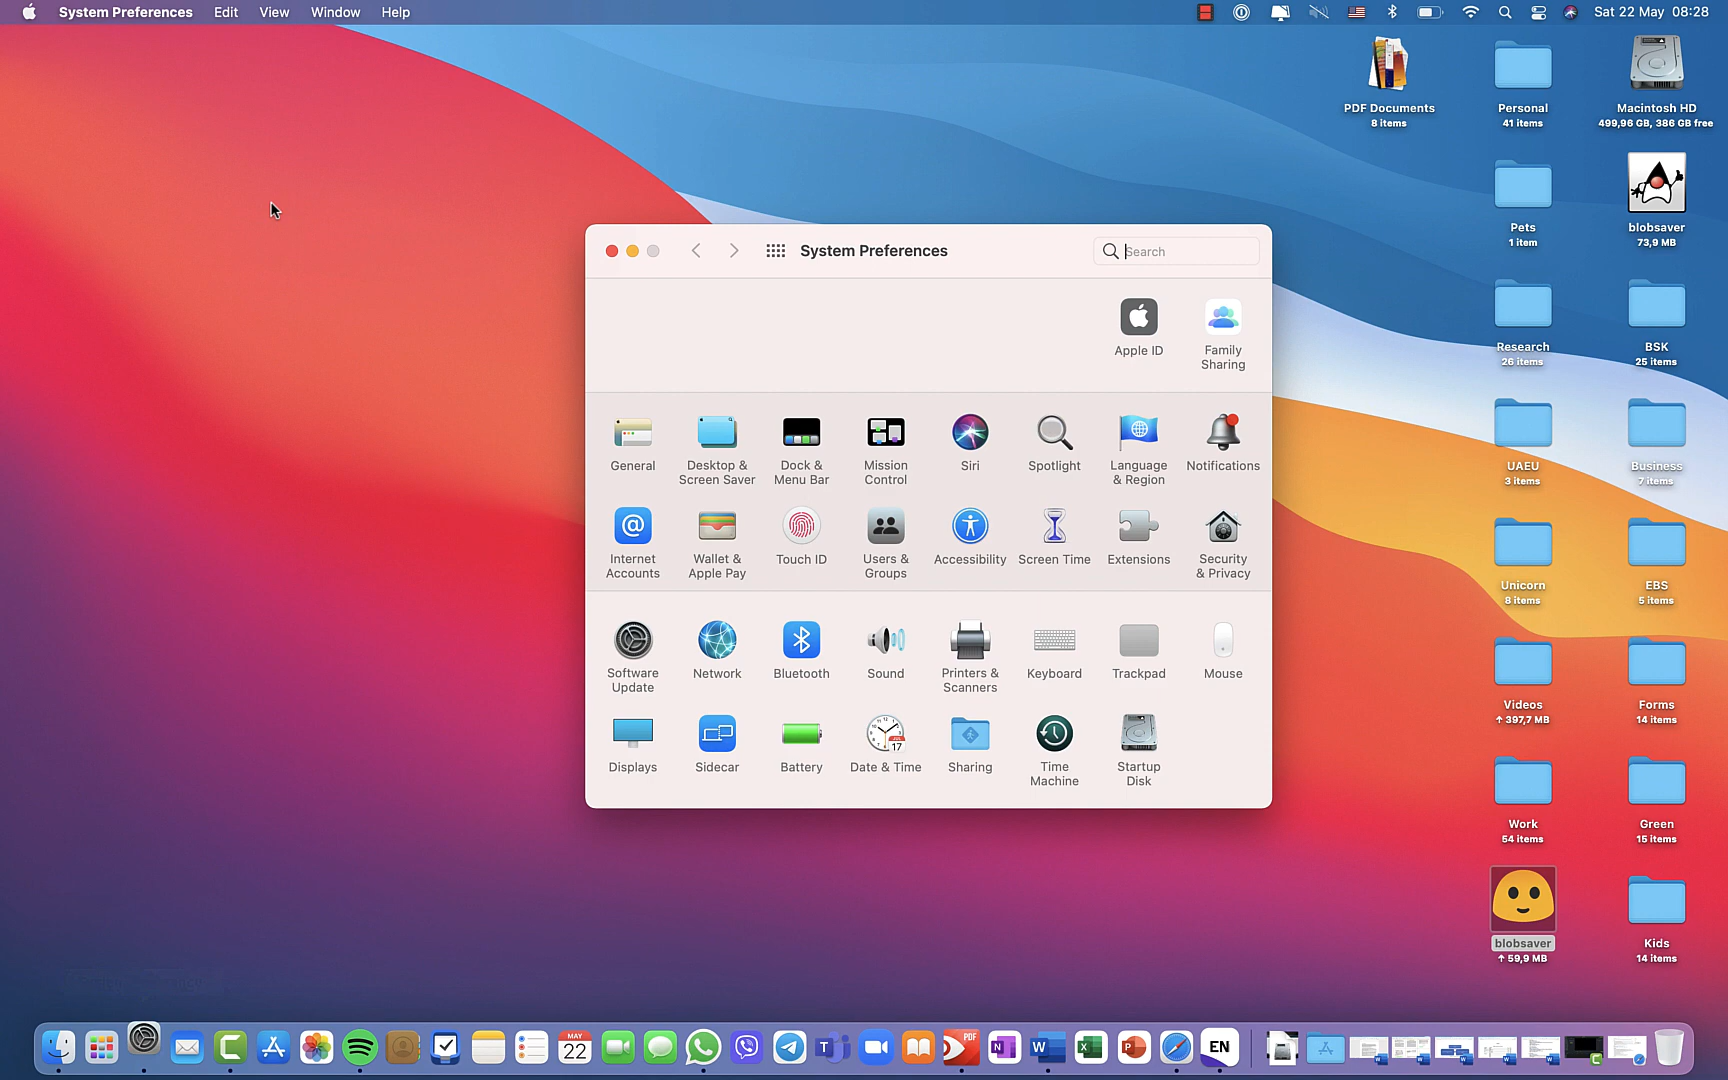 System Preferences Edit View Window Help
Sat 22 May 08:28
PDF Documents
8 items
Personal
41 items
Macintosh HD
499,96 GB, 386 GB free
Pets
1 item
blobsaver
73,9 MB
Research
26 items
BSK
25 items
UAEU
3 items
Business
7 items
Unicorn
8 items
EBS
5 items
Videos
↑ 397,7 MB
Forms
14 items
Work
54 items
Green
15 items
blobsaver
↑ 59,9 MB
Kids
14 items
System Preferences
Search
Apple ID
Family
Sharing
General
Desktop &
Screen Saver
Dock &
Menu Bar
Mission
Control
Siri
Spotlight
Language
& Region
Notifications
Internet
Accounts
Wallet &
Apple Pay
Touch ID
Users &
Groups
Accessibility
Screen Time
Extensions
Security
& Privacy
Software
Update
Network
Bluetooth
Sound
Printers &
Scanners
Keyboard
Trackpad
Mouse
Displays
Sidecar
Battery
JUL
17
Date & Time
Sharing
Time
Machine
Startup
Disk
MAY
22
PDF
EN